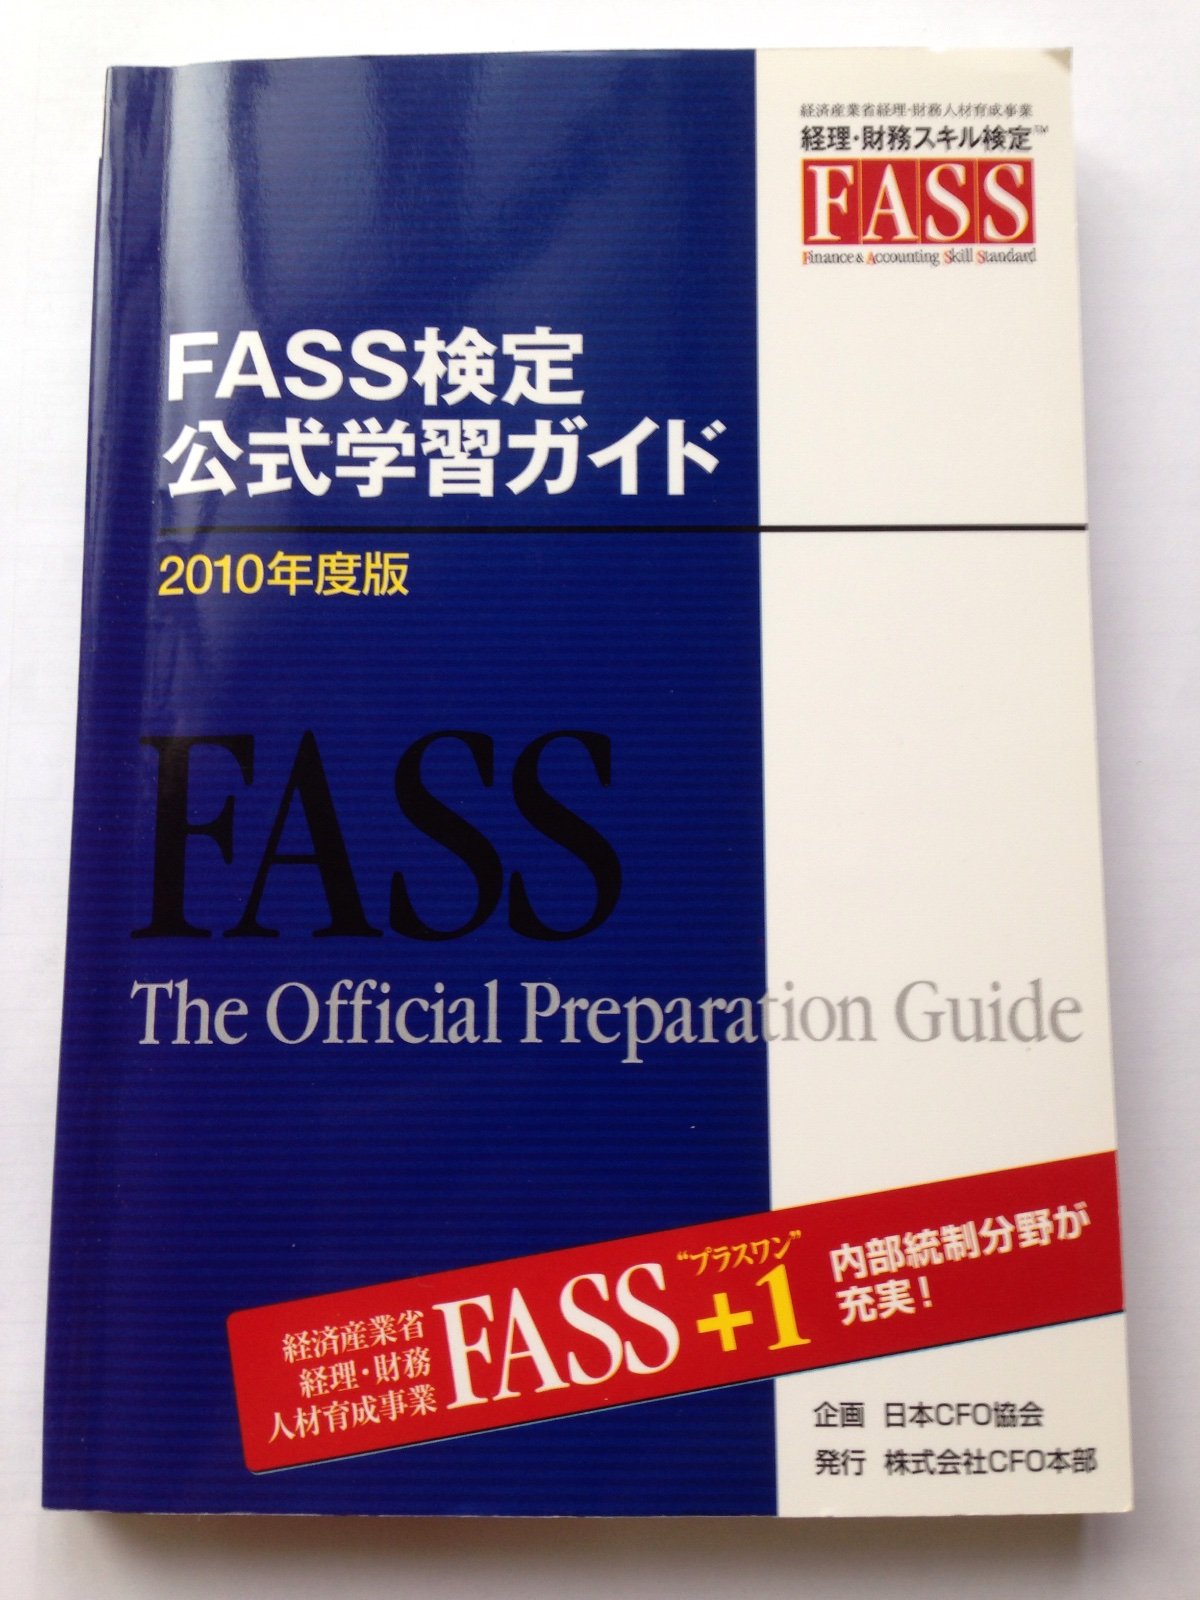 経済産業省経理・財務人材育成事業
経理・財務スキル検定™
FASS
Finance & Accounting Skill Standard
FASS検定
公式学習ガイド
2010年度版
FASS
The Official Preparation Guide
経済産業省
経理・財務
人材育成事業
FASS
“プラスワン”
+1
内部統制分野が
充実!
企画 日本CFO協会
発行 株式会社CFO本部